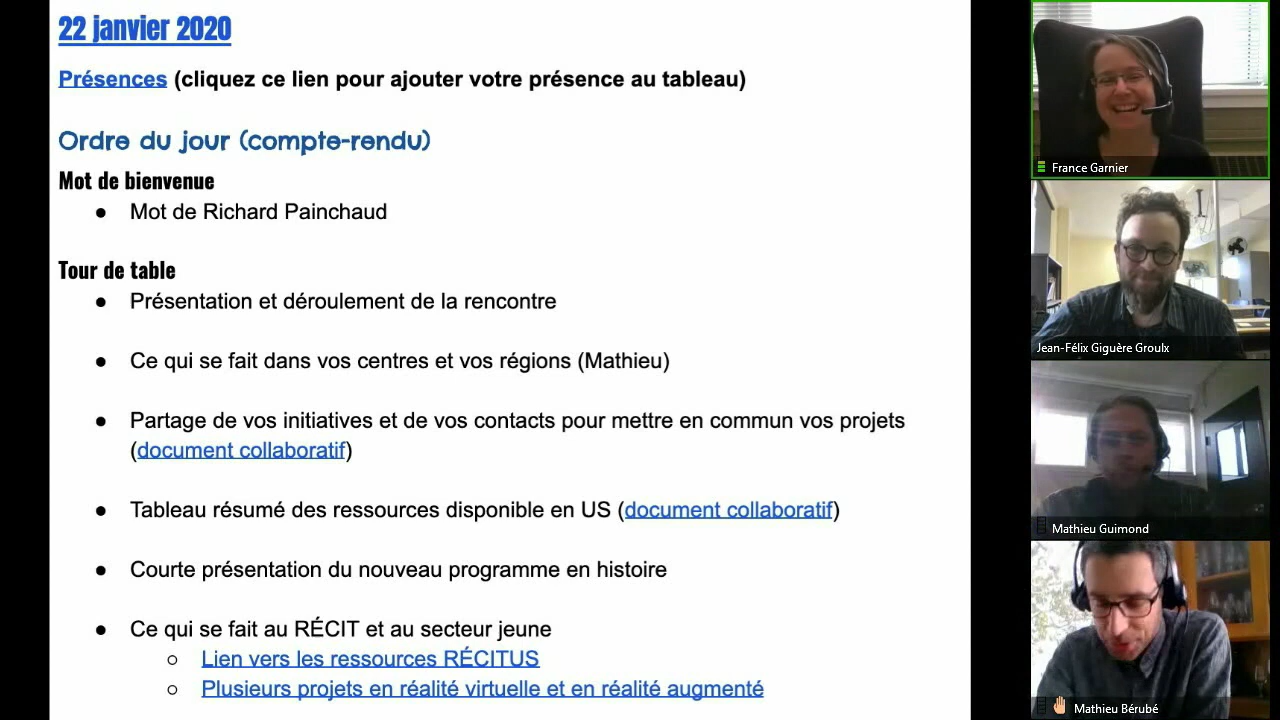 22 janvier 2020
Présences (cliquez ce lien pour ajouter votre présence au tableau)
Ordre du jour (compte-rendu)
Mot de bienvenue
● Mot de Richard Painchaud
Tour de table
● Présentation et déroulement de la rencontre
● Ce qui se fait dans vos centres et vos régions (Mathieu)
● Partage de vos initiatives et de vos contacts pour mettre en commun vos projets
(document collaboratif)
● Tableau résumé des ressources disponible en US (document collaboratif)
● Courte présentation du nouveau programme en histoire
● Ce qui se fait au RÉCIT et au secteur jeune
○ Lien vers les ressources RÉCITUS
○ Plusieurs projets en réalité virtuelle et en réalité augmenté
France Garnier
Jean-Félix Giguère Groulx
Mathieu Guimond
Mathieu Bérubé